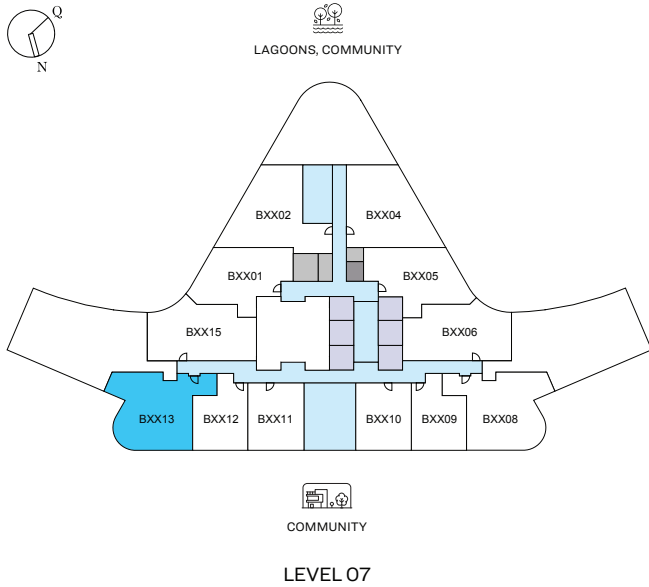 Q
N
LAGOONS, COMMUNITY
BXX02 BXX04
BXX01 BXX05
BXX15 BXX06
BXX13 BXX12 BXX11 BXX10 BXX09 BXX08
COMMUNITY
LEVEL 07